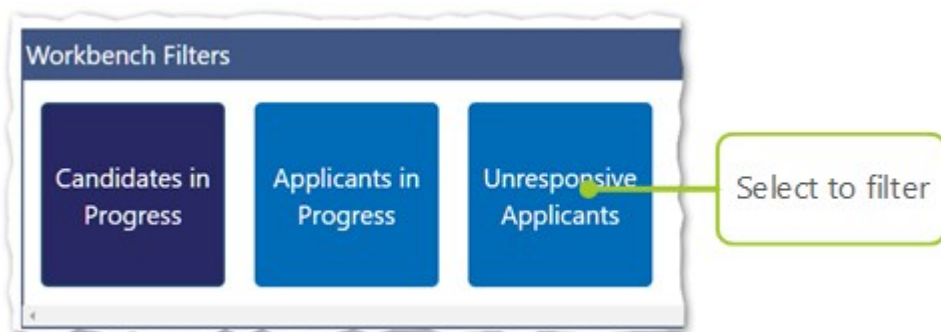 Workbench Filters
Candidates in
Progress
Applicants in
Progress
Unresponsive
Applicants
Select to filter